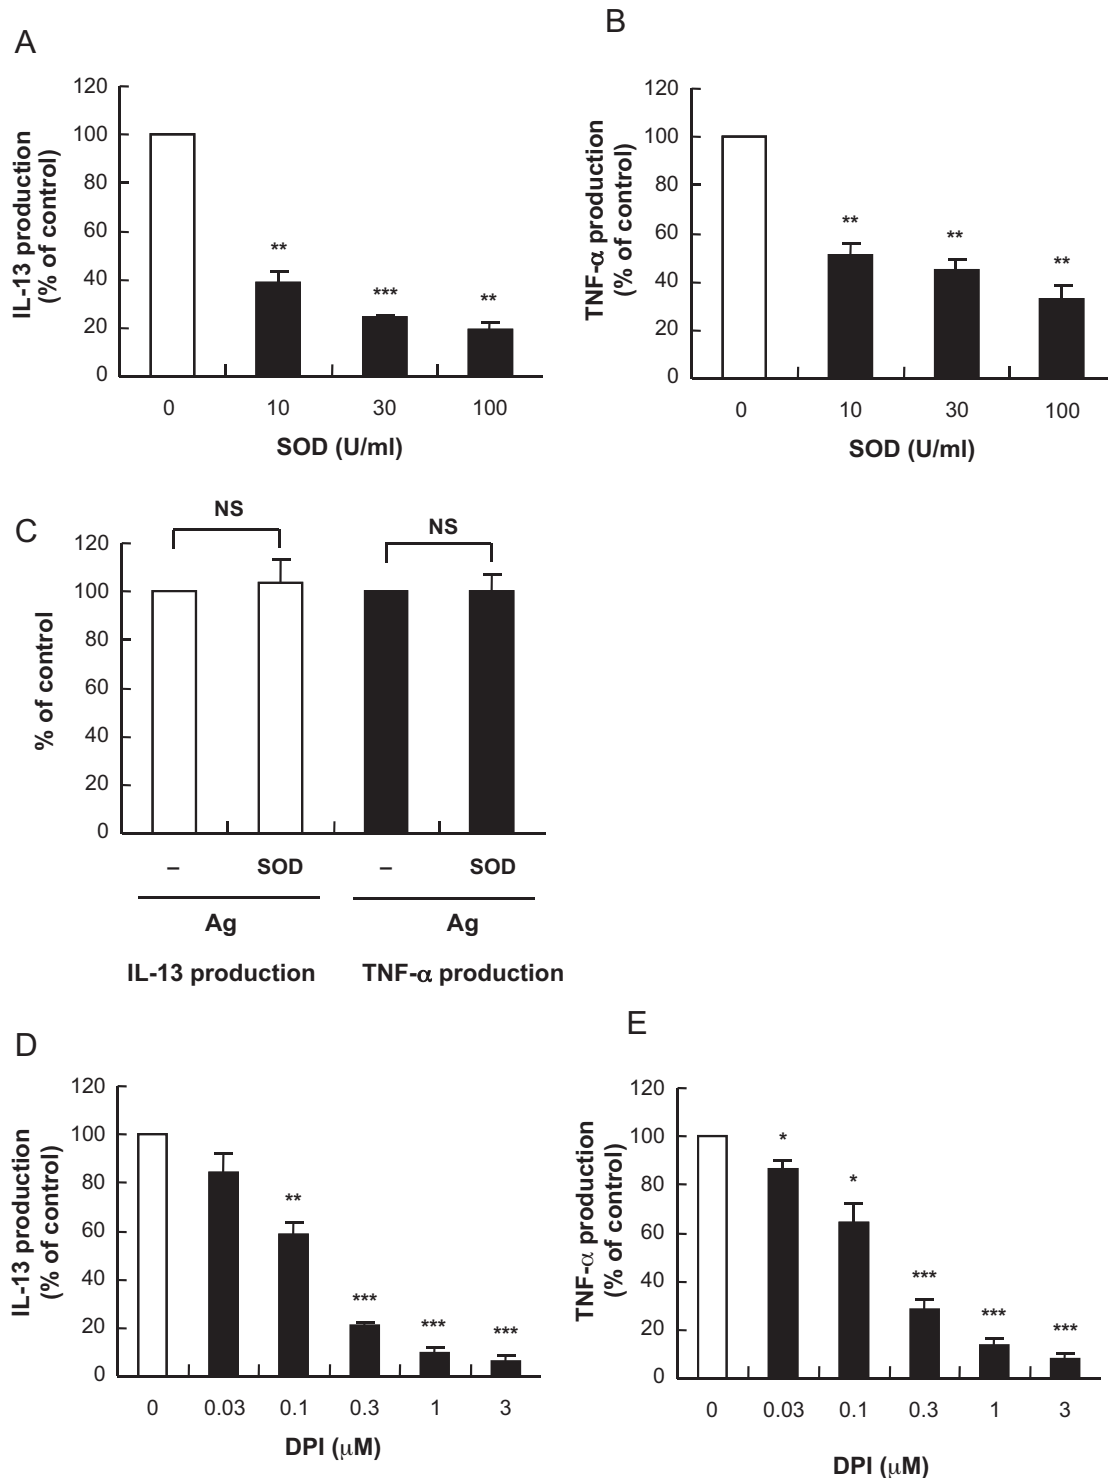 A
IL-13 production
(% of control)
120
100
80
60
40
20
0
**
***
**
0 10 30 100
SOD (U/ml)
B
TNF-α production
(% of control)
120
100
80
60
40
20
0
**
**
**
0 10 30 100
SOD (U/ml)
C
% of control
120
100
80
60
40
20
0
NS
NS
– SOD – SOD
Ag Ag
IL-13 production TNF-α production
D
IL-13 production
(% of control)
120
100
80
60
40
20
0
**
***
***
***
0 0.03 0.1 0.3 1 3
DPI (μM)
E
TNF-α production
(% of control)
120
100
80
60
40
20
0
*
*
***
***
***
0 0.03 0.1 0.3 1 3
DPI (μM)